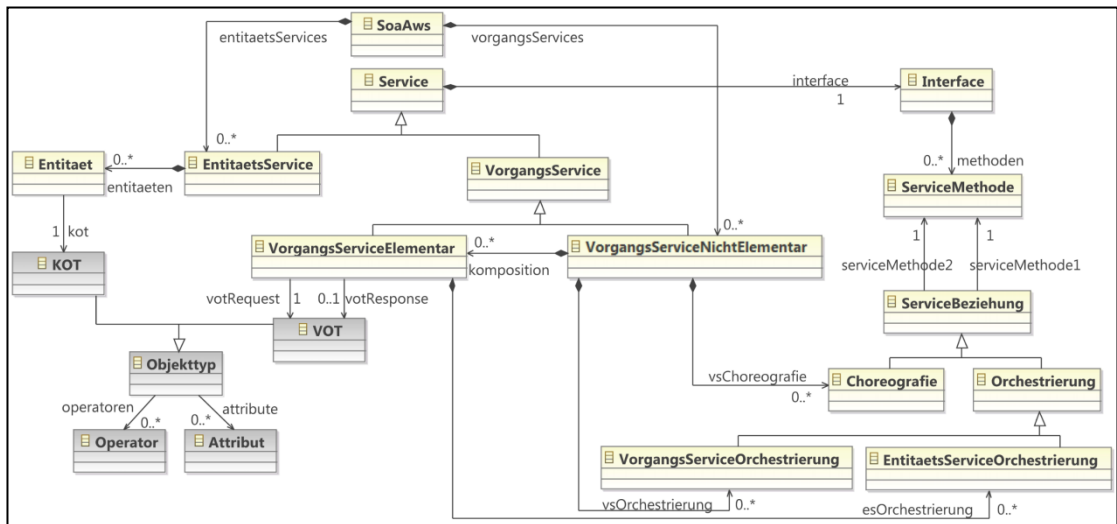 SoaAws
entitaetsServices
vorgangsServices
Service
interface
1
Interface
0..*
Entitaet
0..*
entitaeten
EntitaetsService
VorgangsService
0..*
methoden
ServiceMethode
1 kot
0..*
VorgangsServiceElementar
0..*
komposition
VorgangsServiceNichtElementar
1
1
serviceMethode2
serviceMethode1
KOT
votRequest
1
0..1
votResponse
VOT
ServiceBeziehung
Objekttyp
operatoren
0..*
0..*
attribute
vsChoreografie
0..*
Choreografie
Orchestrierung
Operator
Attribut
VorgangsServiceOrchestrierung
EntitaetsServiceOrchestrierung
vsOrchestrierung
0..*
esOrchestrierung
0..*